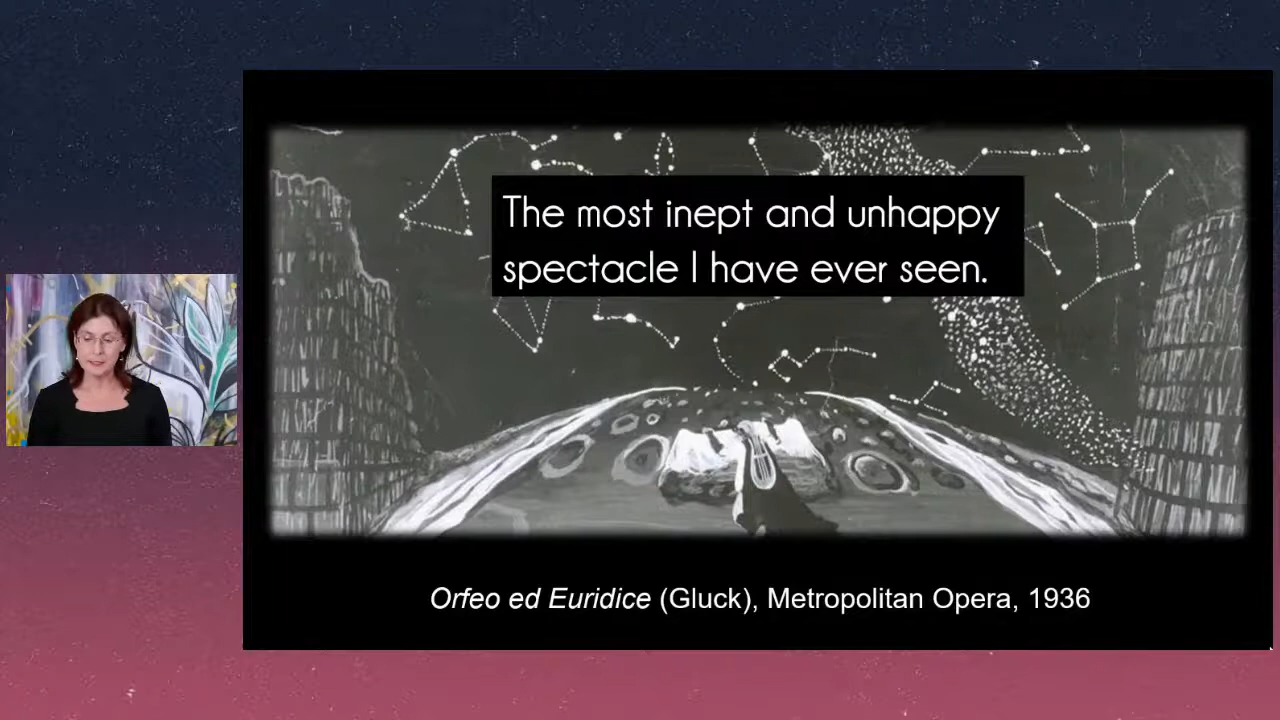 The most inept and unhappy
spectacle I have ever seen.
Orfeo ed Euridice (Gluck), Metropolitan Opera, 1936